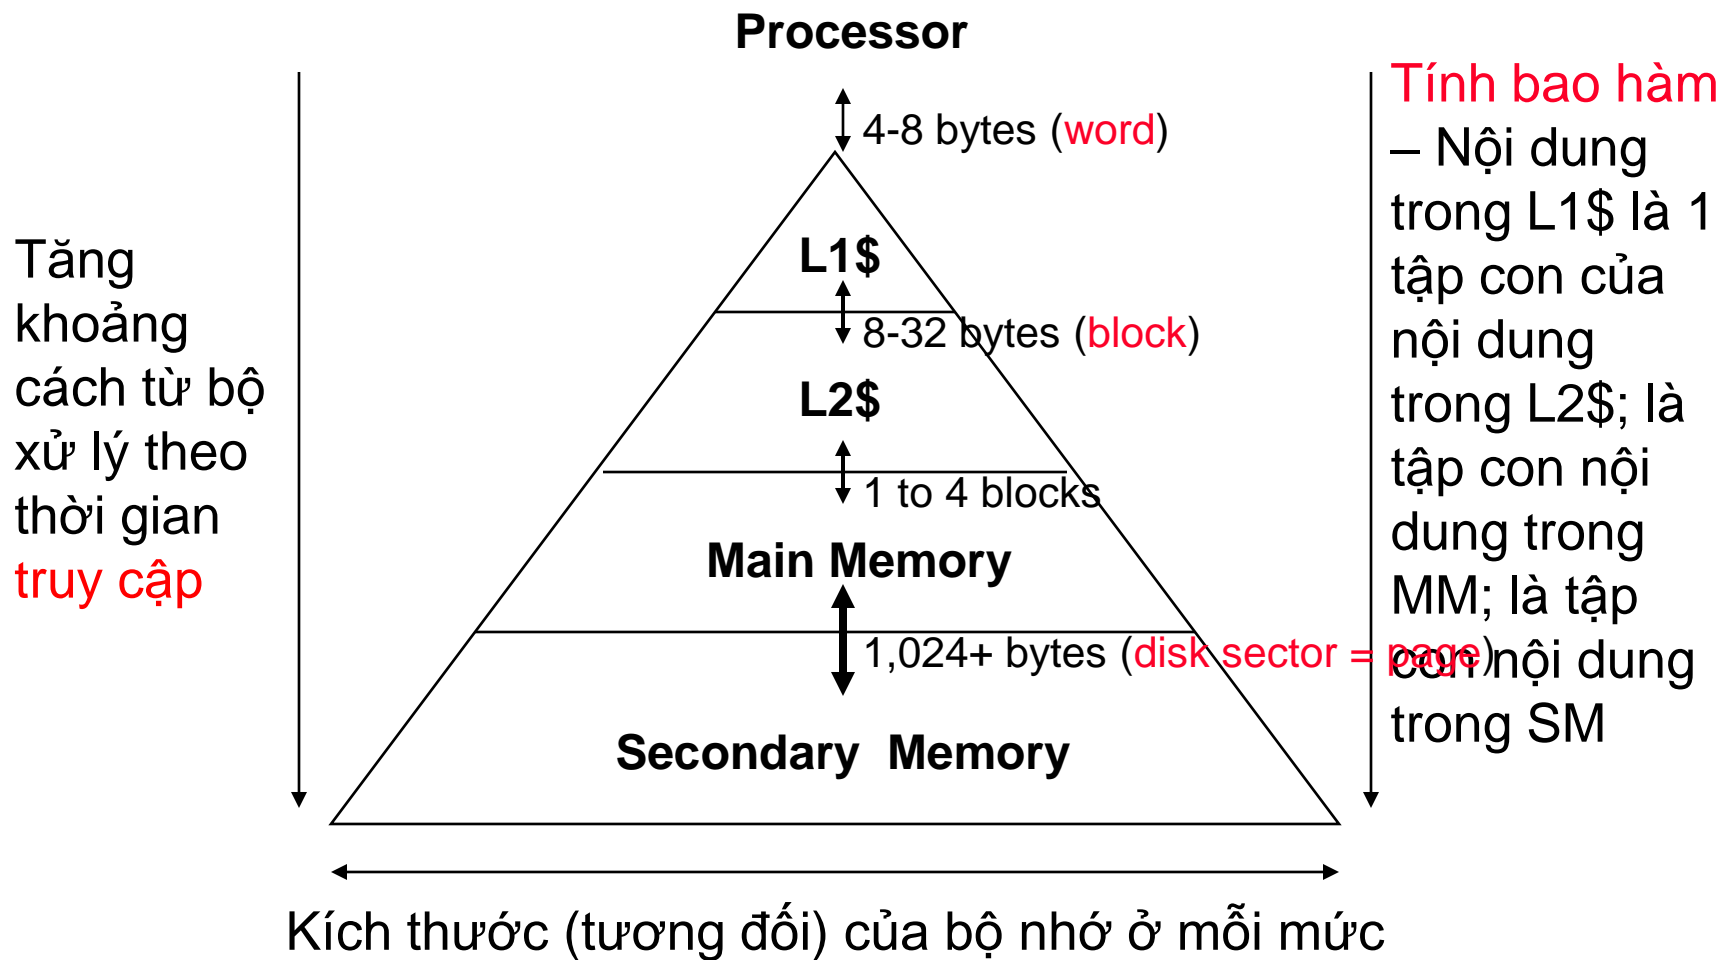 Processor
4-8 bytes (word)
L1$
8-32 bytes (block)
L2$
1 to 4 blocks
Main Memory
1,024+ bytes (disk sector = page)
Secondary Memory
Tăng
khoảng
cách từ bộ
xử lý theo
thời gian
truy cập
Tính bao hàm
– Nội dung
trong L1$ là 1
tập con của
nội dung
trong L2$; là
tập con nội
dung trong
MM; là tập
con nội dung
trong SM
Kích thước (tương đối) của bộ nhớ ở mỗi mức